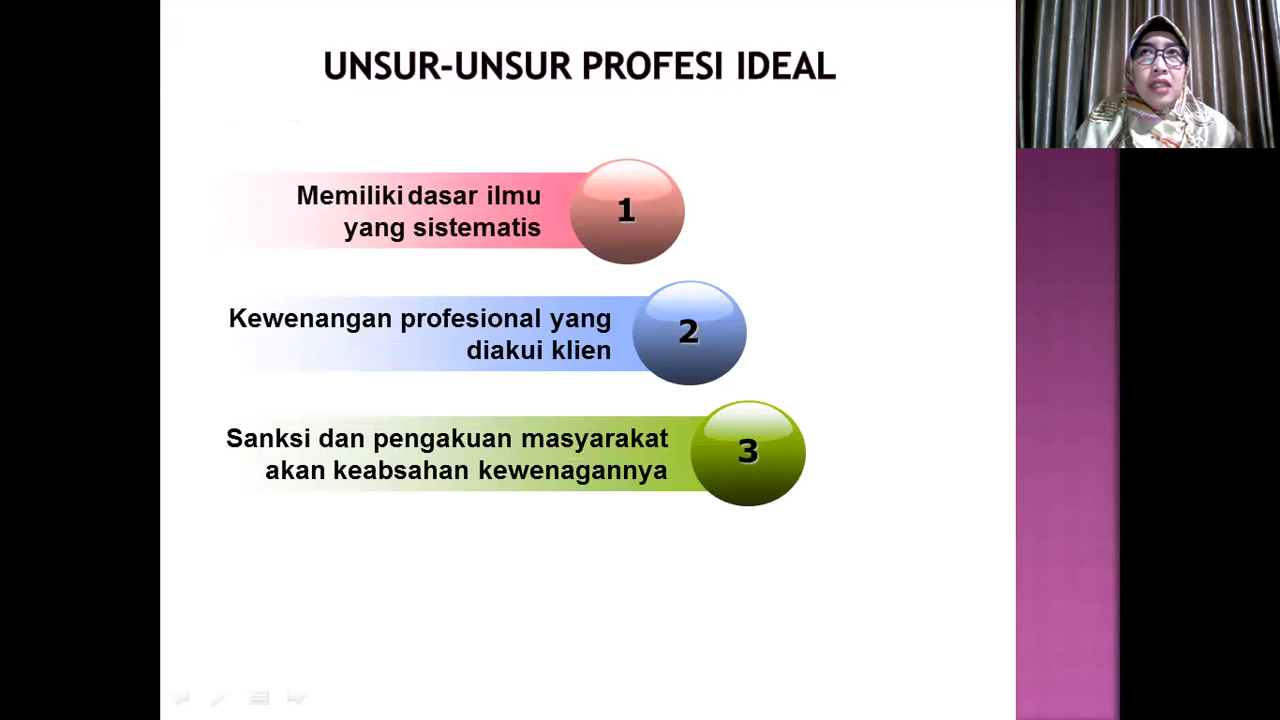 UNSUR-UNSUR PROFESI IDEAL
Memiliki dasar ilmu
yang sistematis
1
Kewenangan profesional yang
diakui klien
2
Sanksi dan pengakuan masyarakat
akan keabsahan kewenagannya
3